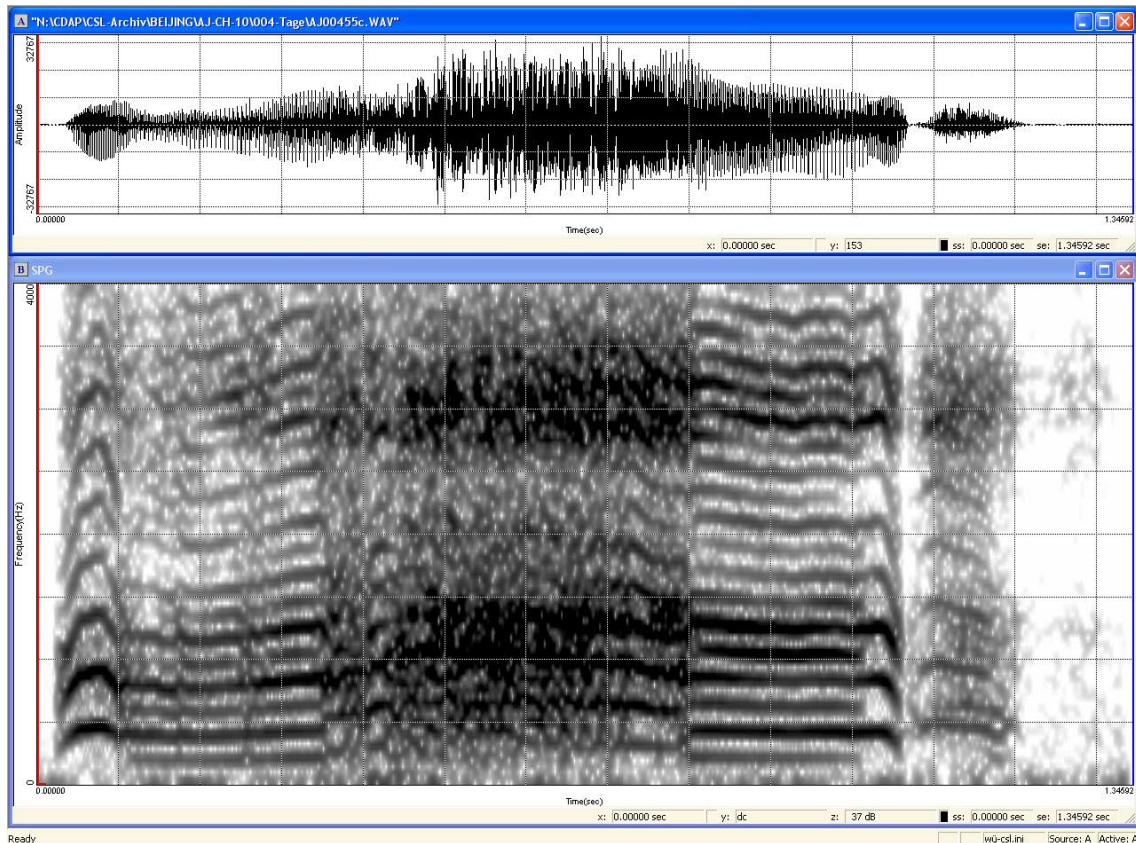 A "N:\CDAP\CSL-Archiv\BEIJING\AJ-CH-10\004-Tage\AJ00455c.WAV"
32767
Amplitude
-32767
0.00000
1.34592
Time(sec)
x: 0.00000 sec y: 153 ss: 0.00000 sec se: 1.34592 sec
B SPG
4000
Frequency(Hz)
0
0.00000
1.34592
Time(sec)
x: 0.00000 sec y: dc z: 37 dB ss: 0.00000 sec se: 1.34592 sec
Ready
wü-csl.ini Source: A Active: A